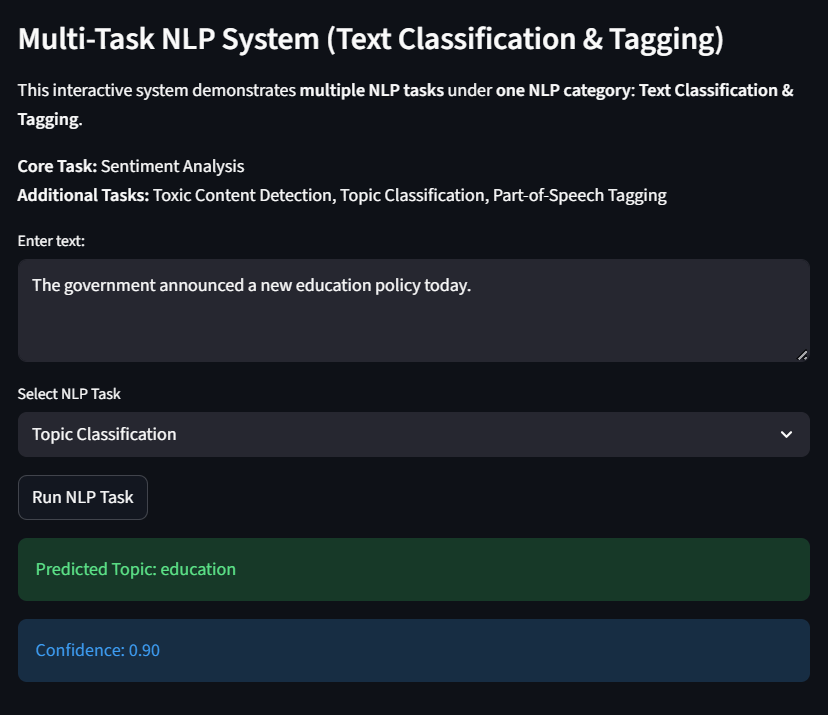 Multi-Task NLP System (Text Classification & Tagging)
This interactive system demonstrates multiple NLP tasks under one NLP category: Text Classification &
Tagging.
Core Task: Sentiment Analysis
Additional Tasks: Toxic Content Detection, Topic Classification, Part-of-Speech Tagging
Enter text:
The government announced a new education policy today.
Select NLP Task
Topic Classification
Run NLP Task
Predicted Topic: education
Confidence: 0.90